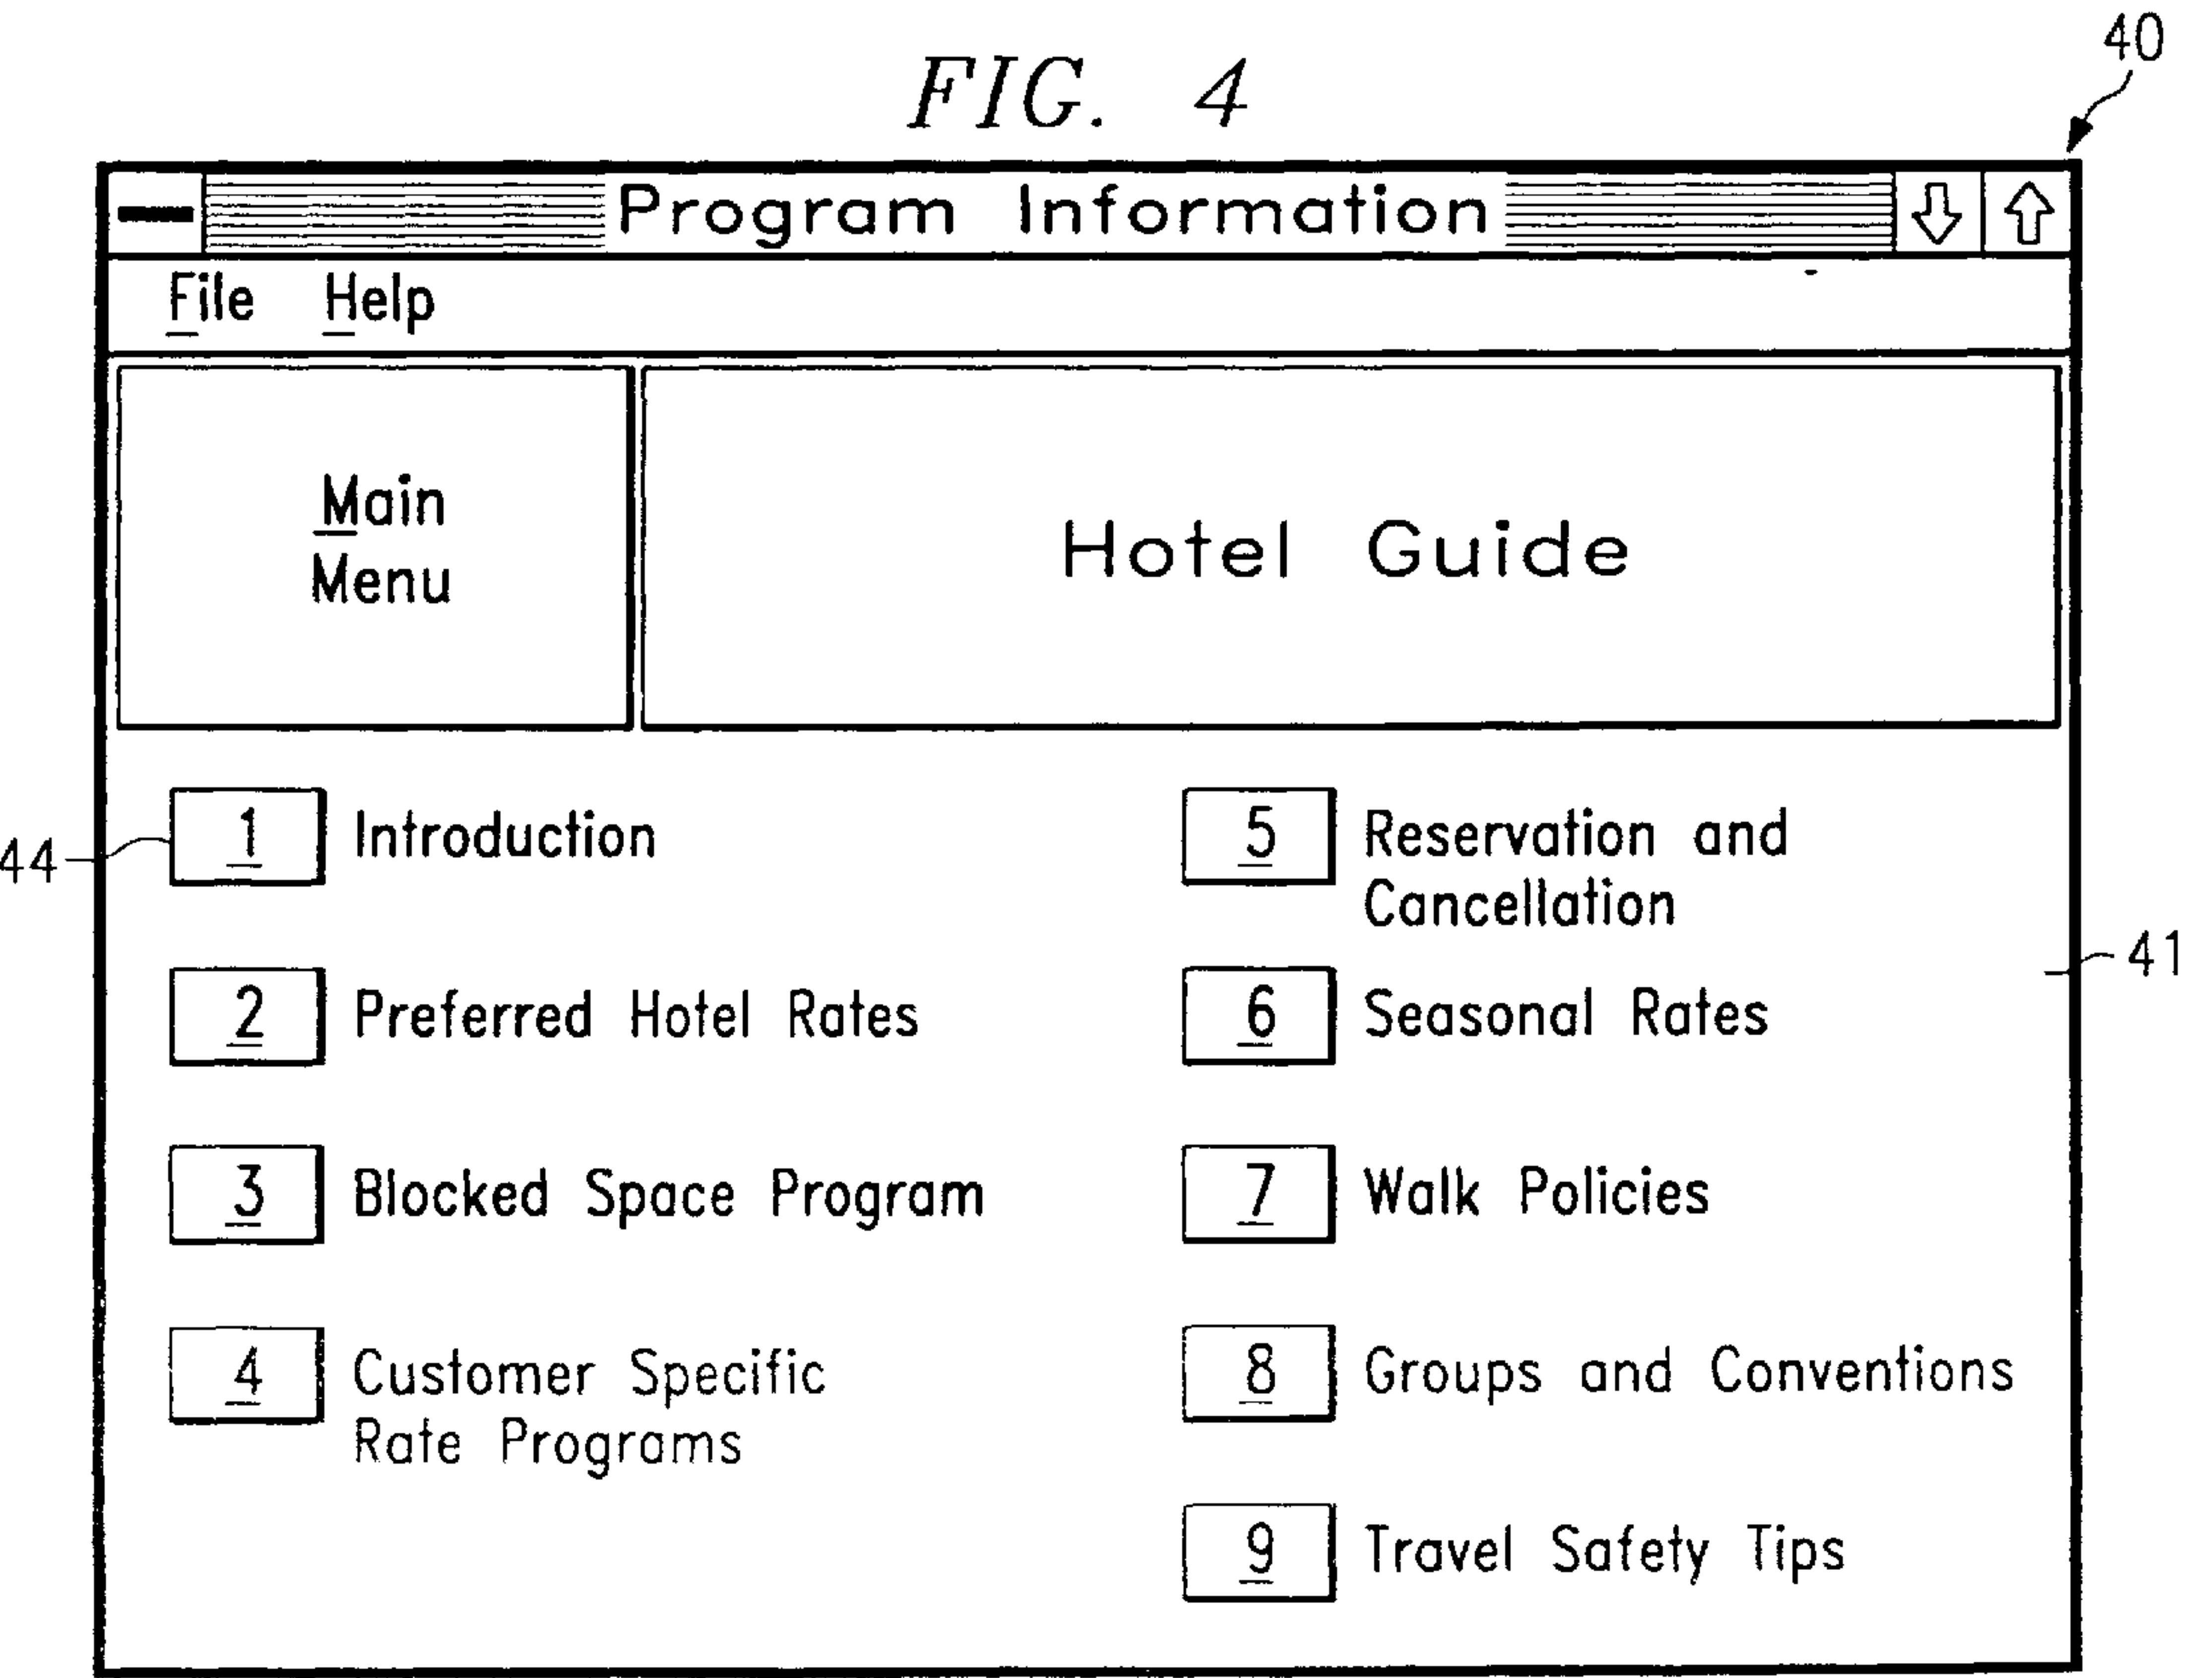 40
FIG. 4
Program Information
File Help
Main
Menu
Hotel Guide
44
1 Introduction
2 Preferred Hotel Rates
3 Blocked Space Program
4 Customer Specific
Rate Programs
5 Reservation and
Cancellation
41
6 Seasonal Rates
7 Walk Policies
8 Groups and Conventions
9 Travel Safety Tips